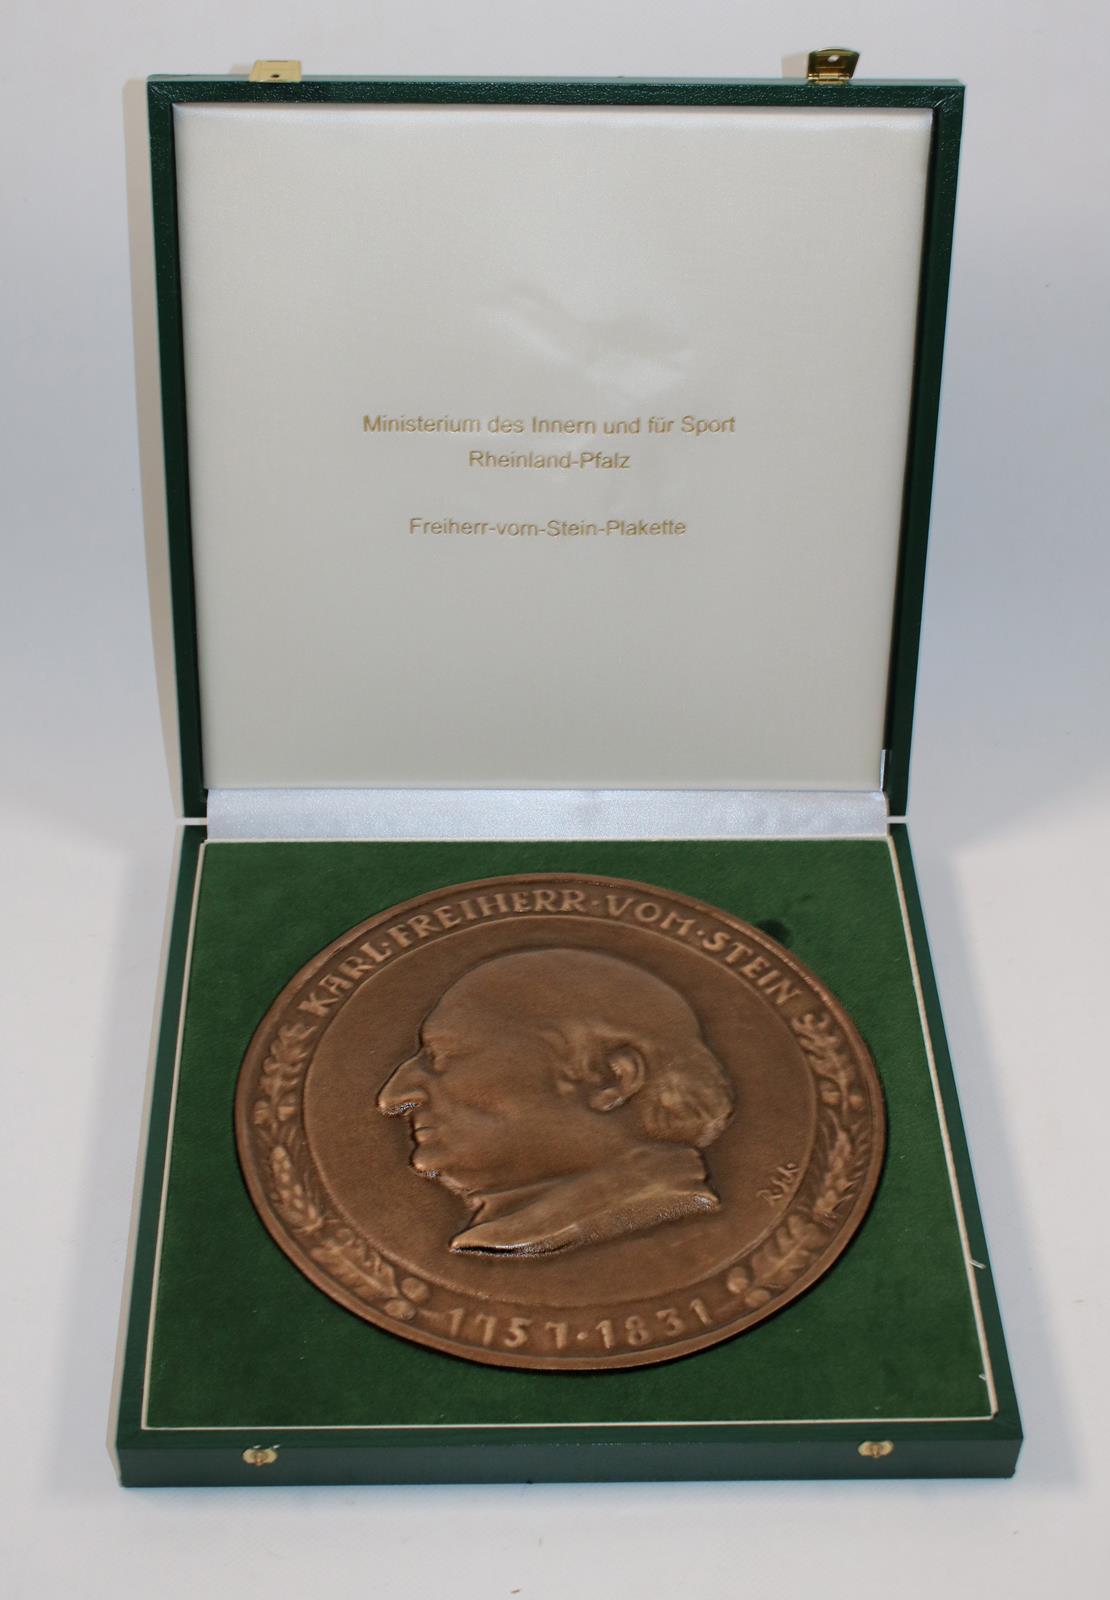 Ministerium des Innern und für Sport
Rheinland-Pfalz
Freiherr-vom-Stein-Plakette
KARL·FREIHERR·VOM·STEIN
1757·1831